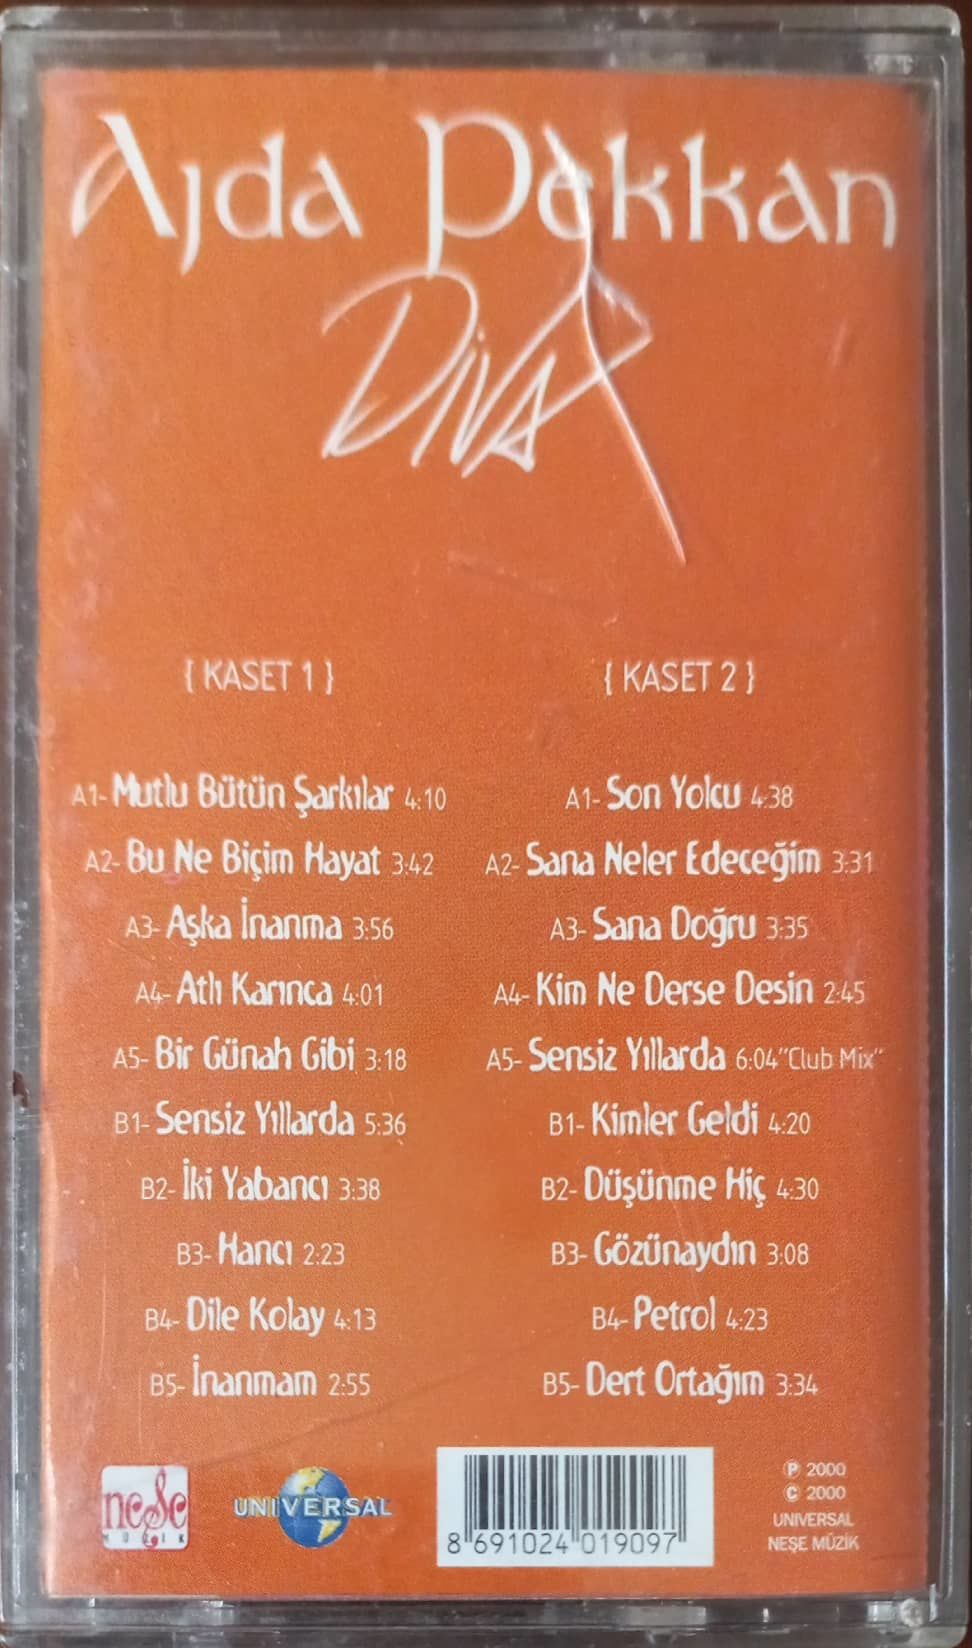 Ajda Pekkan
Diva
{ KASET 1 }
A1- Mutlu Bütün Şarkılar 4:10
A2- Bu Ne Biçim Hayat 3:42
A3- Aşka İnanma 3:56
A4- Atlı Karınca 4:01
A5- Bir Günah Gibi 3:18
B1- Sensiz Yıllarda 5:36
B2- İki Yabancı 3:38
B3- Hancı 2:23
B4- Dile Kolay 4:13
B5- İnanmam 2:55
{ KASET 2 }
A1- Son Yolcu 4:38
A2- Sana Neler Edeceğim 3:31
A3- Sana Doğru 3:35
A4- Kim Ne Derse Desin 2:45
A5- Sensiz Yıllarda 6:04 "Club Mix"
B1- Kimler Geldi 4:20
B2- Düşünme Hiç 4:30
B3- Gözünaydın 3:08
B4- Petrol 4:23
B5- Dert Ortağım 3:34
neşe
MÜZİK
UNIVERSAL
8 691024 019097
℗ 2000
© 2000
UNIVERSAL
NEŞE MÜZİK